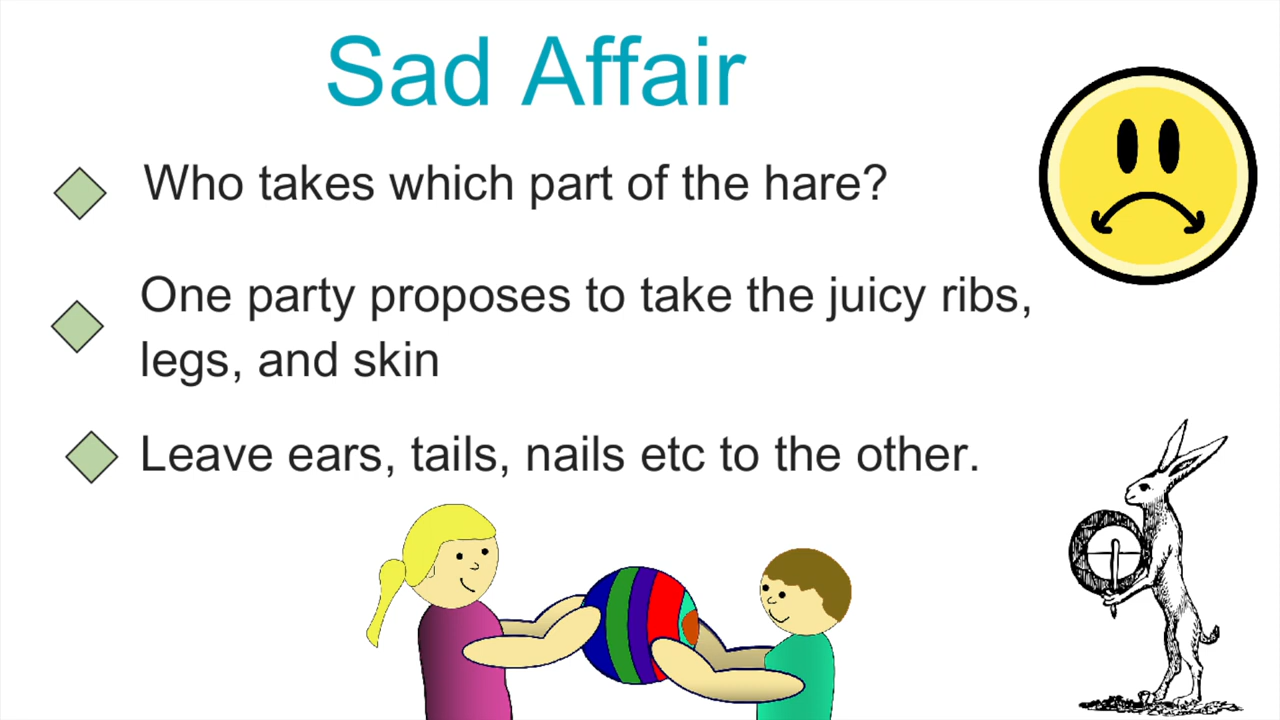 Sad Affair
Who takes which part of the hare?
One party proposes to take the juicy ribs,
legs, and skin
Leave ears, tails, nails etc to the other.